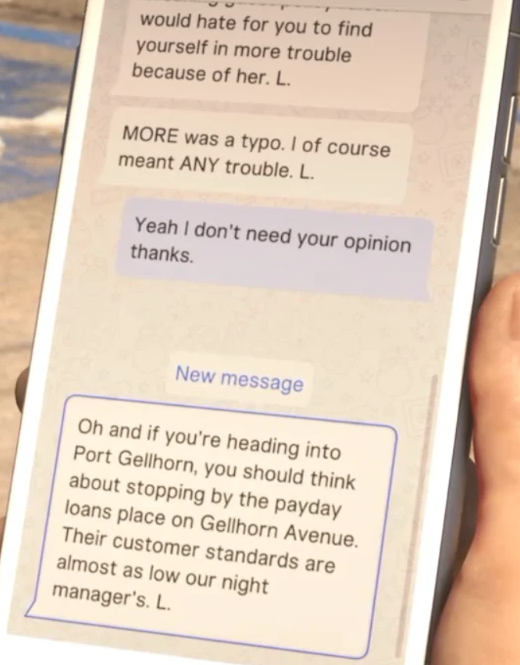 would hate for you to find
yourself in more trouble
because of her. L.
MORE was a typo. I of course
meant ANY trouble. L.
Yeah I don't need your opinion
thanks.
New message
Oh and if you're heading into
Port Gellhorn, you should think
about stopping by the payday
loans place on Gellhorn Avenue.
Their customer standards are
almost as low our night
manager's. L.